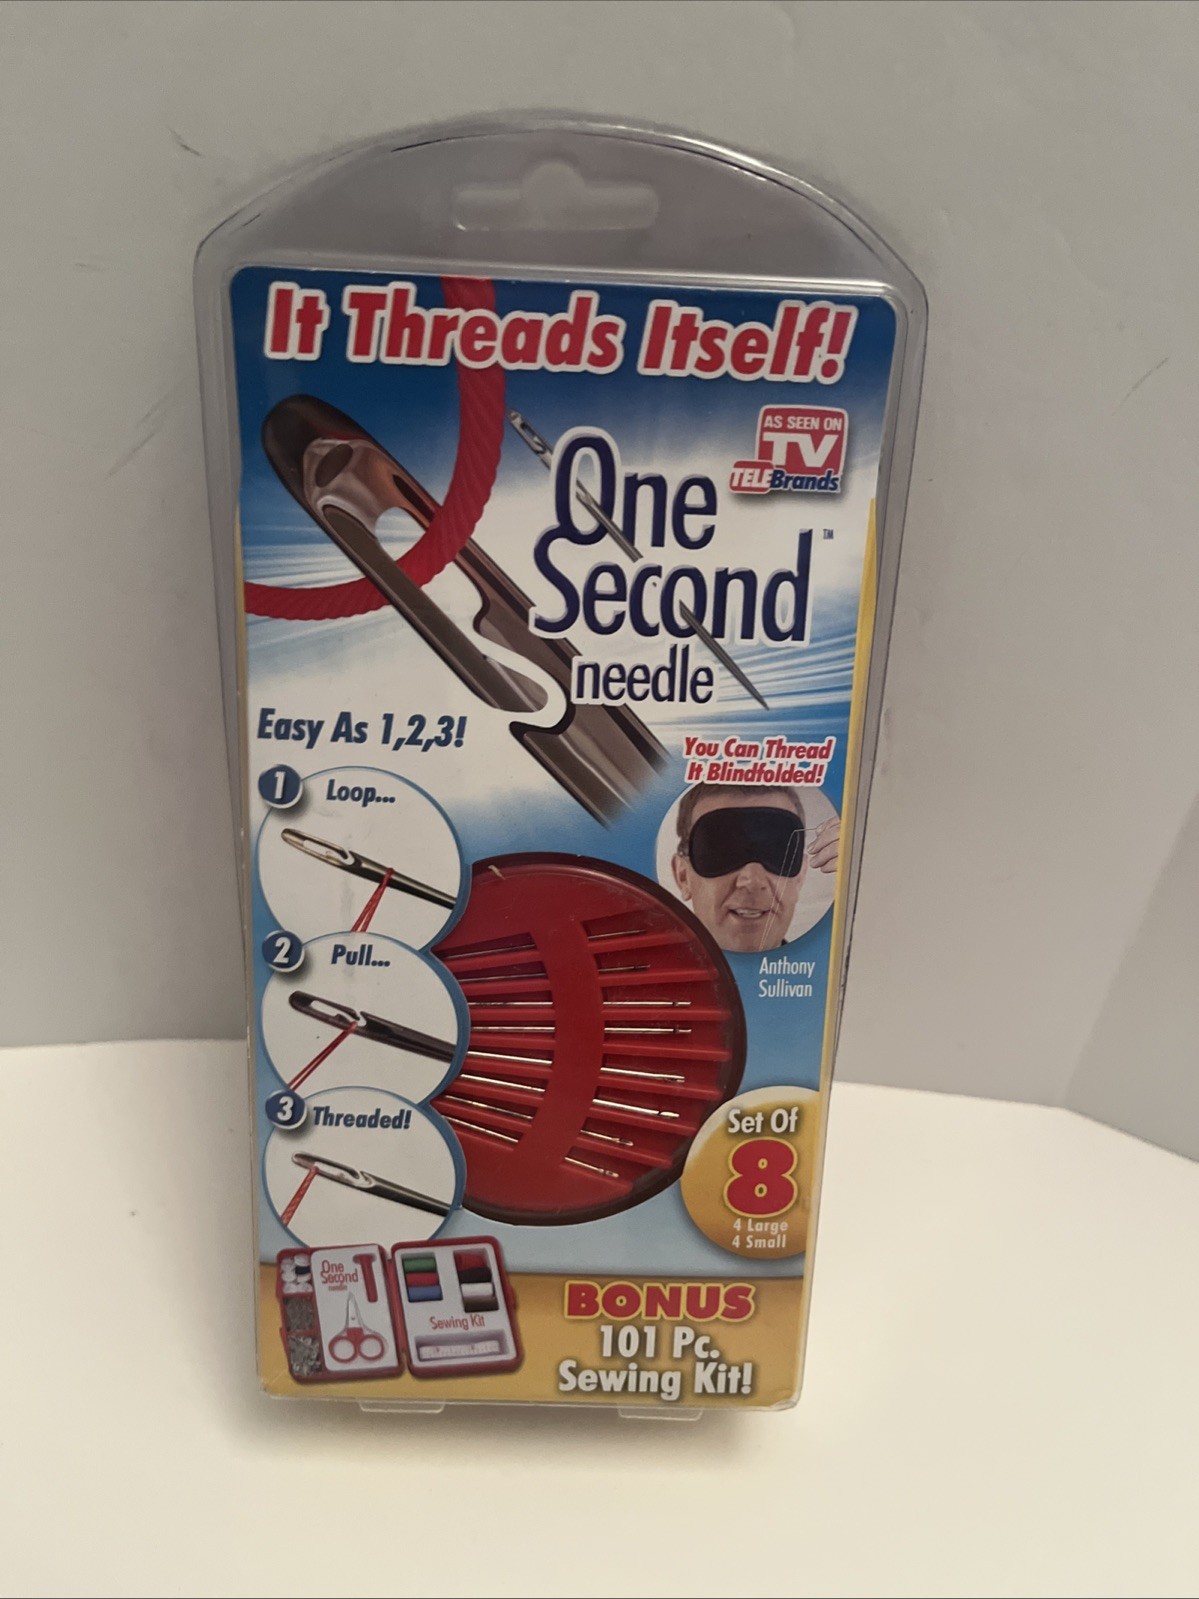 It Threads Itself!
AS SEEN ON
TV
TELEBrands
One
Second™
needle
Easy As 1,2,3!
You Can Thread
It Blindfolded!
1 Loop...
2 Pull...
Anthony
Sullivan
3 Threaded!
Set Of
8
4 Large
4 Small
One
Second
needle
Sewing Kit
BONUS
101 Pc.
Sewing Kit!